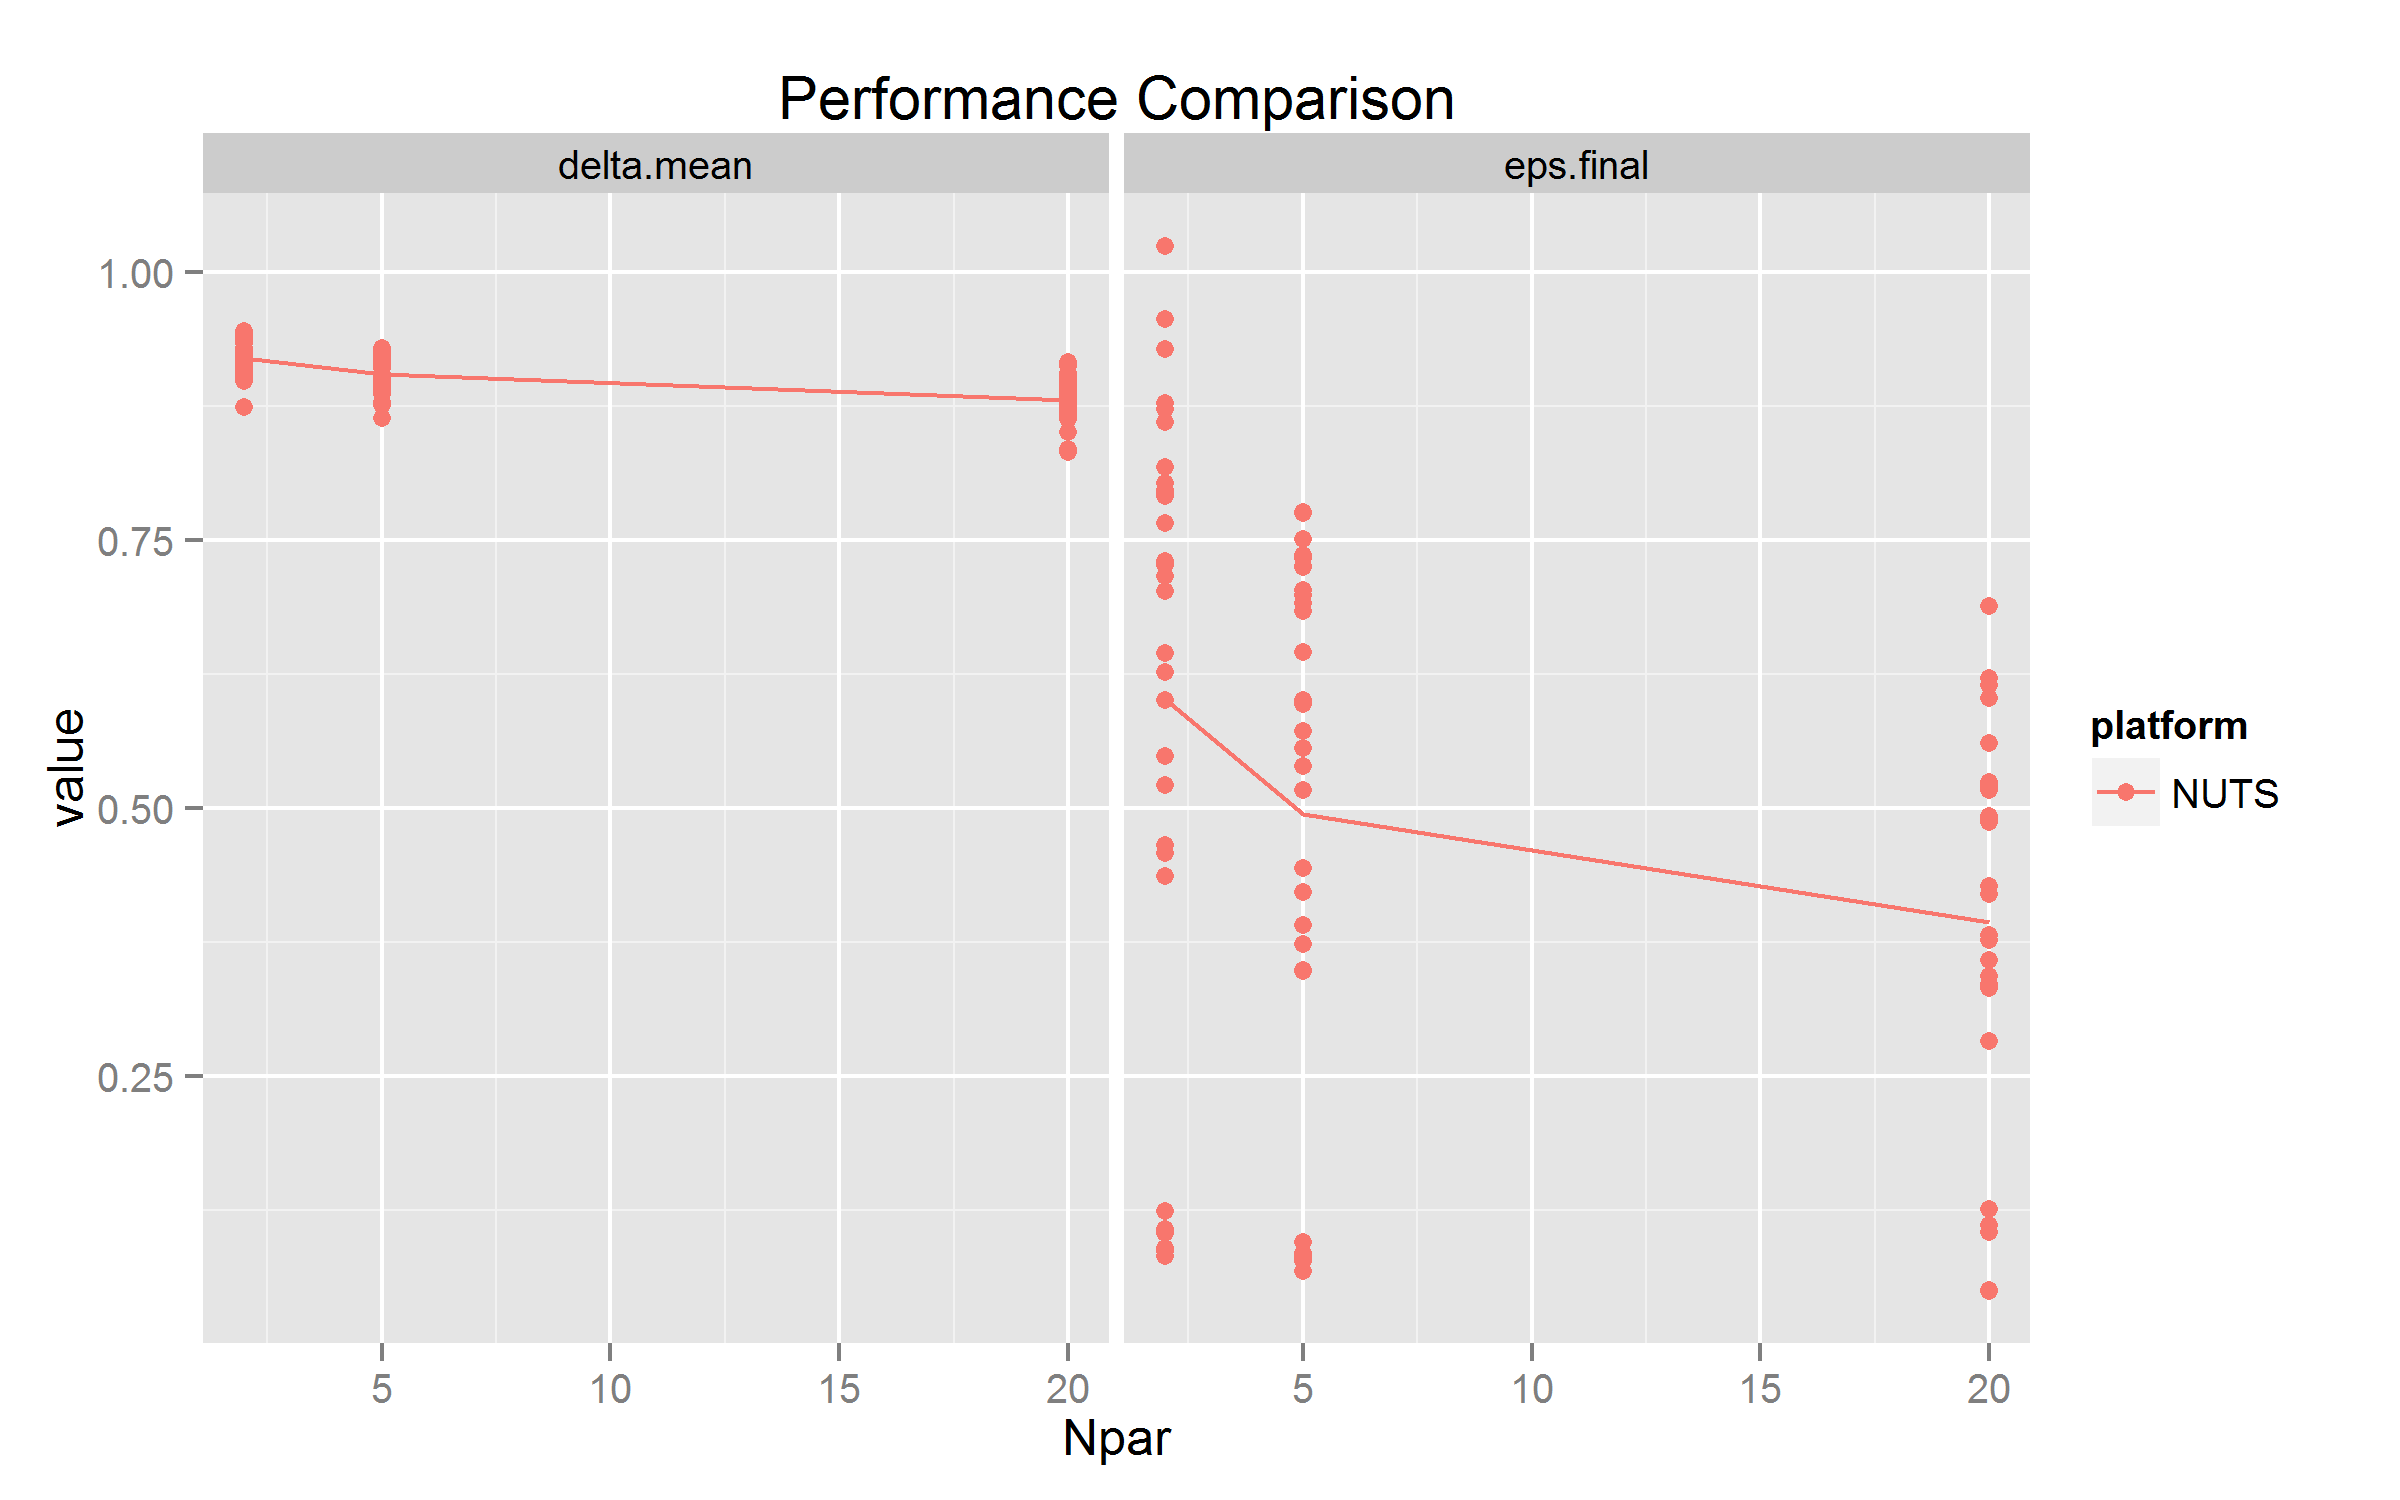 Performance Comparison
delta.mean
eps.final
1.00
0.75
0.50
0.25
value
5 10 15 20
5 10 15 20
Npar
platform
NUTS